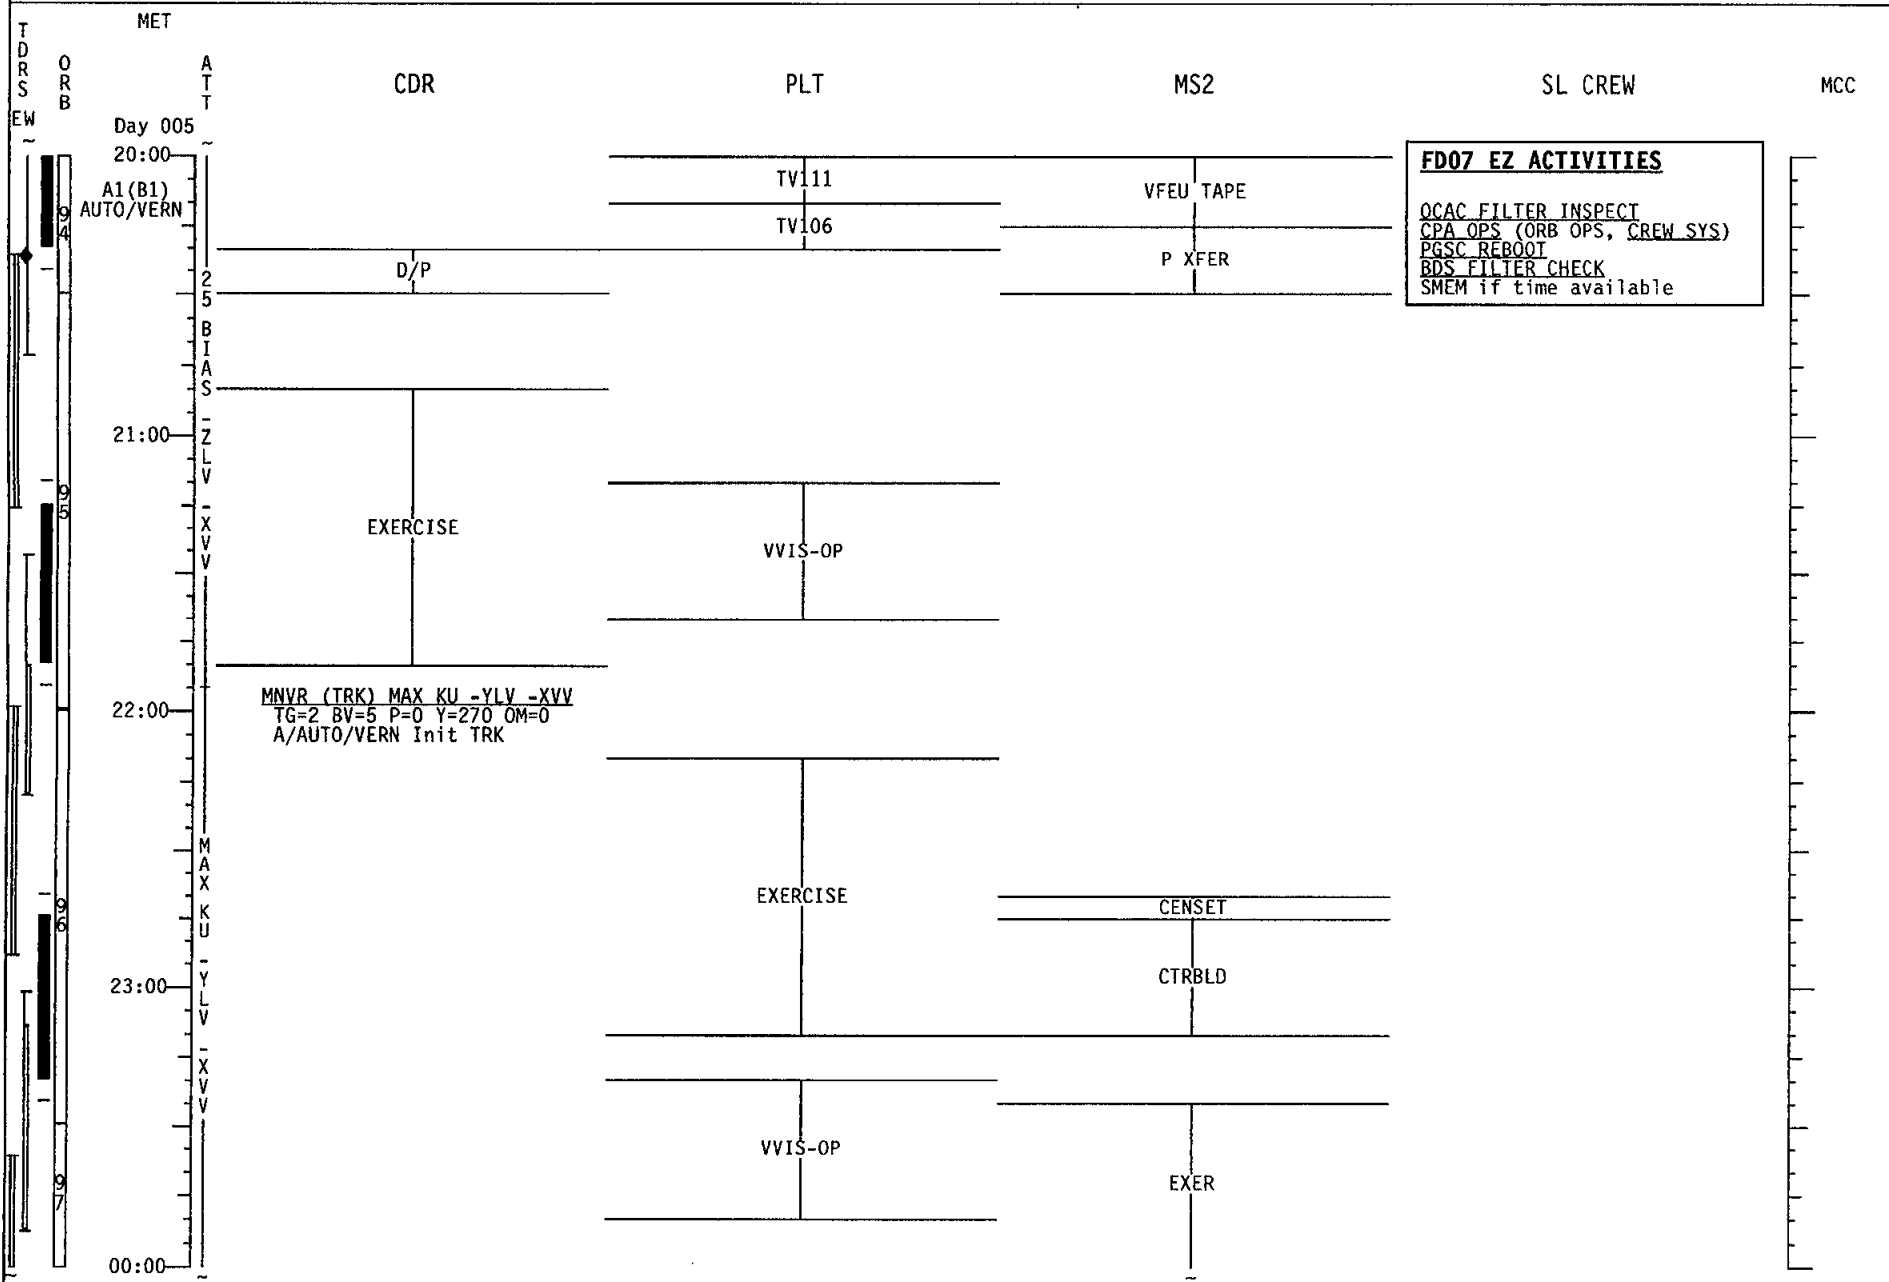 MET
TDRS
ORB
ATT
CDR
PLT
MS2
SL CREW
MCC
EW
Day 005
20:00
A1(B1)
AUTO/VERN
94
TV111
TV106
VFEU TAPE
P XFER
D/P
FD07 EZ ACTIVITIES
OCAC FILTER INSPECT
CPA OPS (ORB OPS, CREW SYS)
PGSC REBOOT
BDS FILTER CHECK
SMEM if time available
25 BIAS -ZLV -XVV
21:00
95
EXERCISE
VVIS-OP
MNVR (TRK) MAX KU -YLV -XVV
TG=2 BV=5 P=0 Y=270 OM=0
A/AUTO/VERN Init TRK
22:00
MAX KU -YLV -XVV
96
EXERCISE
CENSET
CTRBLD
23:00
VVIS-OP
EXER
97
00:00